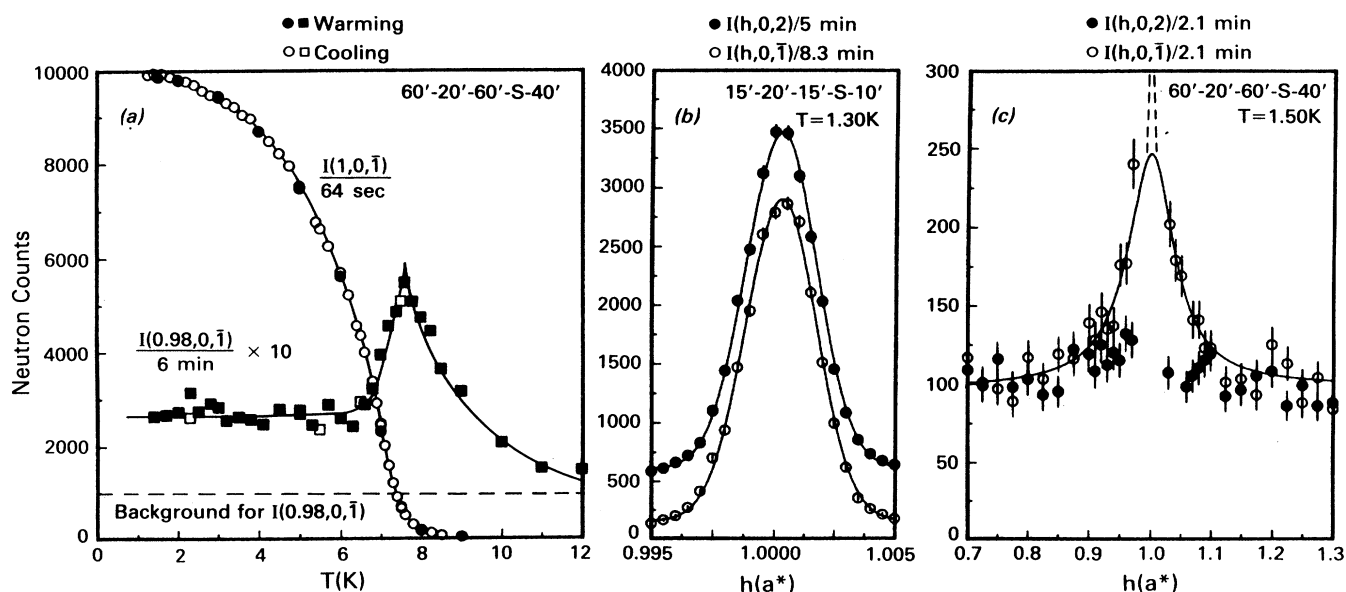 ●■ Warming
○□ Cooling
● I(h,0,2)/5 min
○ I(h,0,1̄)/8.3 min
● I(h,0,2)/2.1 min
○ I(h,0,1̄)/2.1 min
Neutron Counts
10000
8000
6000
4000
2000
0
(a)
60′-20′-60′-S-40′
I(1,0,1̄)
64 sec
I(0.98,0,1̄)
6 min
× 10
Background for I(0.98,0,1̄)
0 2 4 6 8 10 12
T(K)
4000
3500
3000
2500
2000
1500
1000
500
0
(b)
15′-20′-15′-S-10′
T=1.30K
0.995 1.0000 1.005
h(a*)
300
250
200
150
100
50
0
(c)
60′-20′-60′-S-40′
T=1.50K
0.7 0.9 1.0 1.1 1.3
h(a*)